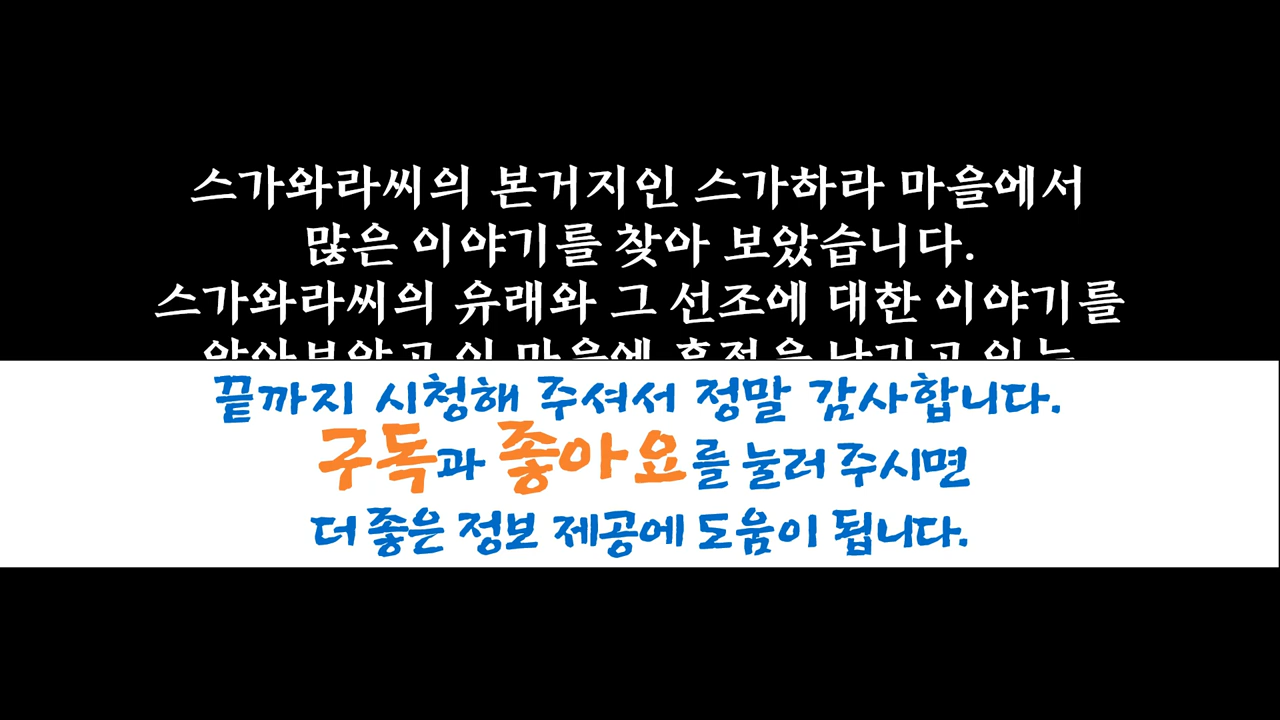 스가와라씨의 본거지인 스가하라 마을에서
많은 이야기를 찾아 보았습니다.
스가와라씨의 유래와 그 선조에 대한 이야기를
끝까지 시청해 주셔서 정말 감사합니다.
구독과 좋아요를 눌러 주시면
더 좋은 정보 제공에 도움이 됩니다.